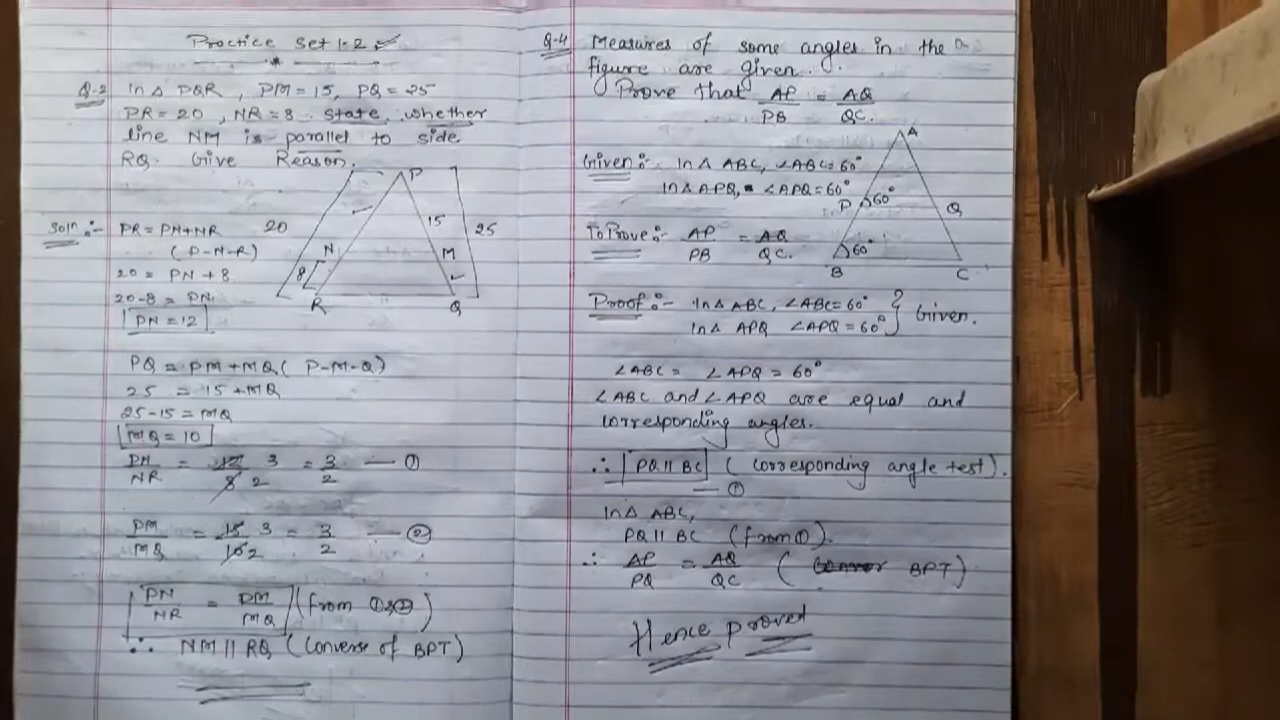 Practice Set 1.2
Q-2 In Δ PQR, PM=15, PQ=25
PR=20, NR=8 state, whether
line NM is parallel to side
RQ. Give Reason.
Soln:- PR=PN+NR
(P-N-R)
20 = PN + 8
20-8 = PN
PN = 12
20
P
15
25
N
M
8
R
Q
PQ = PM+MQ ( P-M-Q)
25 = 15 + MQ
25-15 = MQ
MQ = 10
PN/NR = 12/8 3/2 = 3/2 — ①
PM/MQ = 15/10 3/2 = 3/2 — ②
PN/NR = PM/MQ (from ①&②)
∴ NM || RQ (Converse of BPT)
Q-4 Measures of some angles in the
figure are given.
Prove that AP/PB = AQ/QC.
Given:- In Δ ABC, ∠ABC=60°
In Δ APQ, ∠APQ=60°
A
P 60°
Q
60°
B
C
To Prove:- AP/PB = AQ/QC.
Proof:- In Δ ABC, ∠ABC=60° } Given.
In Δ APQ ∠APQ=60°
∠ABC = ∠APQ = 60°
∠ABC and ∠APQ are equal and
corresponding angles.
∴ PQ || BC ( corresponding angle test).
— ①
In Δ ABC,
PQ || BC (from ①).
∴ AP/PQ = AQ/QC ( BPT)
Hence proved